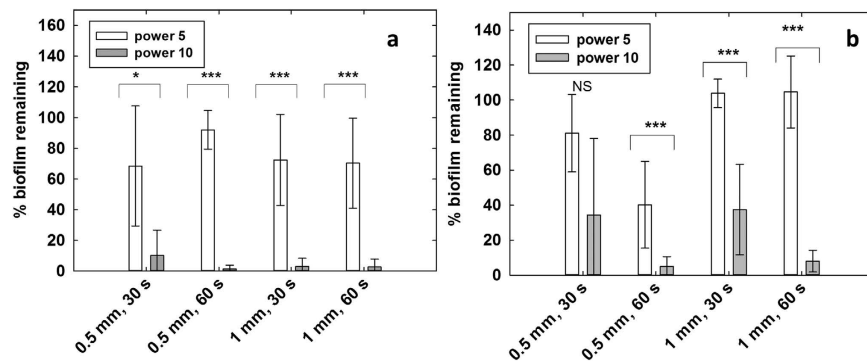 160
140
120
100
80
60
40
20
0
% biofilm remaining
power 5
power 10
a
*
***
***
***
0.5 mm, 30 s
0.5 mm, 60 s
1 mm, 30 s
1 mm, 60 s
140
120
100
80
60
40
20
0
% biofilm remaining
power 5
power 10
b
NS
***
***
***
0.5 mm, 30 s
0.5 mm, 60 s
1 mm, 30 s
1 mm, 60 s